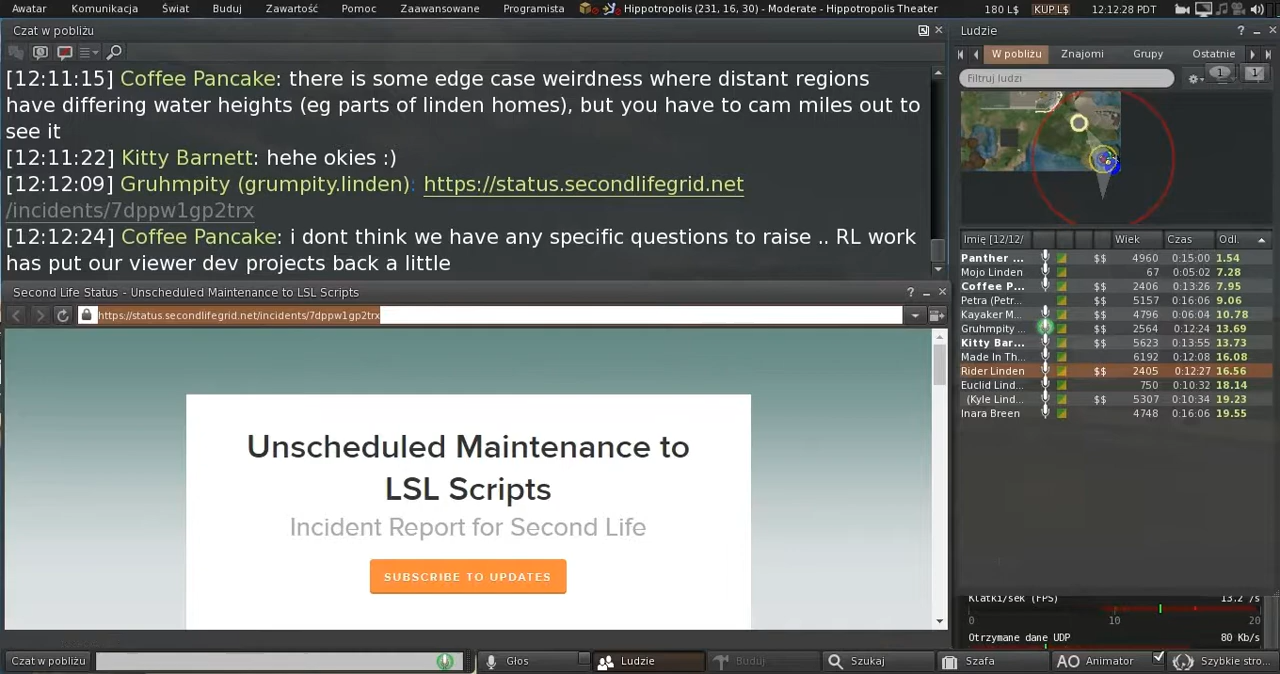 Awatar Komunikacja Świat Buduj Zawartość Pomoc Zaawansowane Programista Hippotropolis (231, 16, 30) - Moderate - Hippotropolis Theater 180 L$ KUP L$ 12:12:28 PDT
Czat w pobliżu
[12:11:15] Coffee Pancake: there is some edge case weirdness where distant regions
have differing water heights (eg parts of linden homes), but you have to cam miles out to
see it
[12:11:22] Kitty Barnett: hehe okies :)
[12:12:09] Gruhmpity (grumpity.linden): https://status.secondlifegrid.net
/incidents/7dppw1gp2trx
[12:12:24] Coffee Pancake: i dont think we have any specific questions to raise .. RL work
has put our viewer dev projects back a little
Second Life Status - Unscheduled Maintenance to LSL Scripts ?
https://status.secondlifegrid.net/incidents/7dppw1gp2trx
Unscheduled Maintenance to
LSL Scripts
Incident Report for Second Life
SUBSCRIBE TO UPDATES
Ludzie ?
W pobliżu Znajomi Grupy Ostatnie
Filtruj ludzi 1 1
Imię [12/12/ Wiek Czas Odl.
Panther ... $$ 4960 0:15:00 1.54
Mojo Linden 67 0:05:02 7.28
Coffee P... $$ 2406 0:13:26 7.95
Petra (Petr... $$ 5157 0:16:06 9.06
Kayaker M... $$ 4796 0:06:04 10.78
Gruhmpity ... $$ 2564 0:12:24 13.69
Kitty Bar... $$ 5623 0:13:55 13.73
Made In Th... 6192 0:12:08 16.08
Rider Linden $$ 2405 0:12:27 16.56
Euclid Lind... 750 0:10:32 18.14
(Kyle Lind... $$ 5307 0:10:34 19.23
Inara Breen 4748 0:16:06 19.55
Klatki/sek (FPS) 13.2 /s
0 10 20
Otrzymane dane UDP 80 Kb/s
Czat w pobliżu Głos Ludzie Buduj Szukaj Szafa AO Animator Szybkie stro...